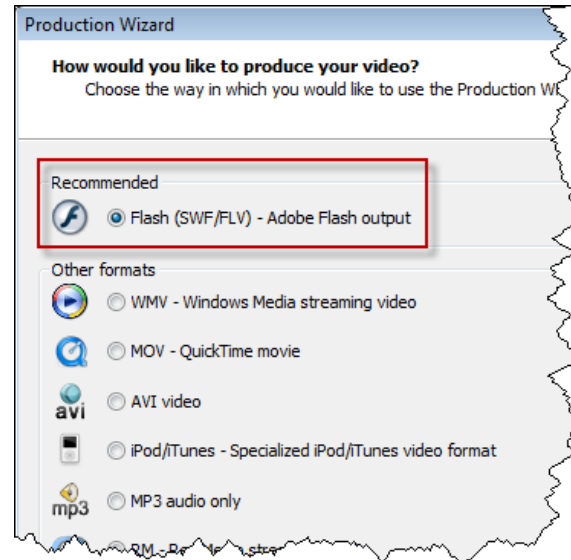 Production Wizard
How would you like to produce your video?
Choose the way in which you would like to use the Production
Recommended
Flash (SWF/FLV) - Adobe Flash output
Other formats
WMV - Windows Media streaming video
MOV - QuickTime movie
avi AVI video
iPod/iTunes - Specialized iPod/iTunes video format
mp3 MP3 audio only
RM -